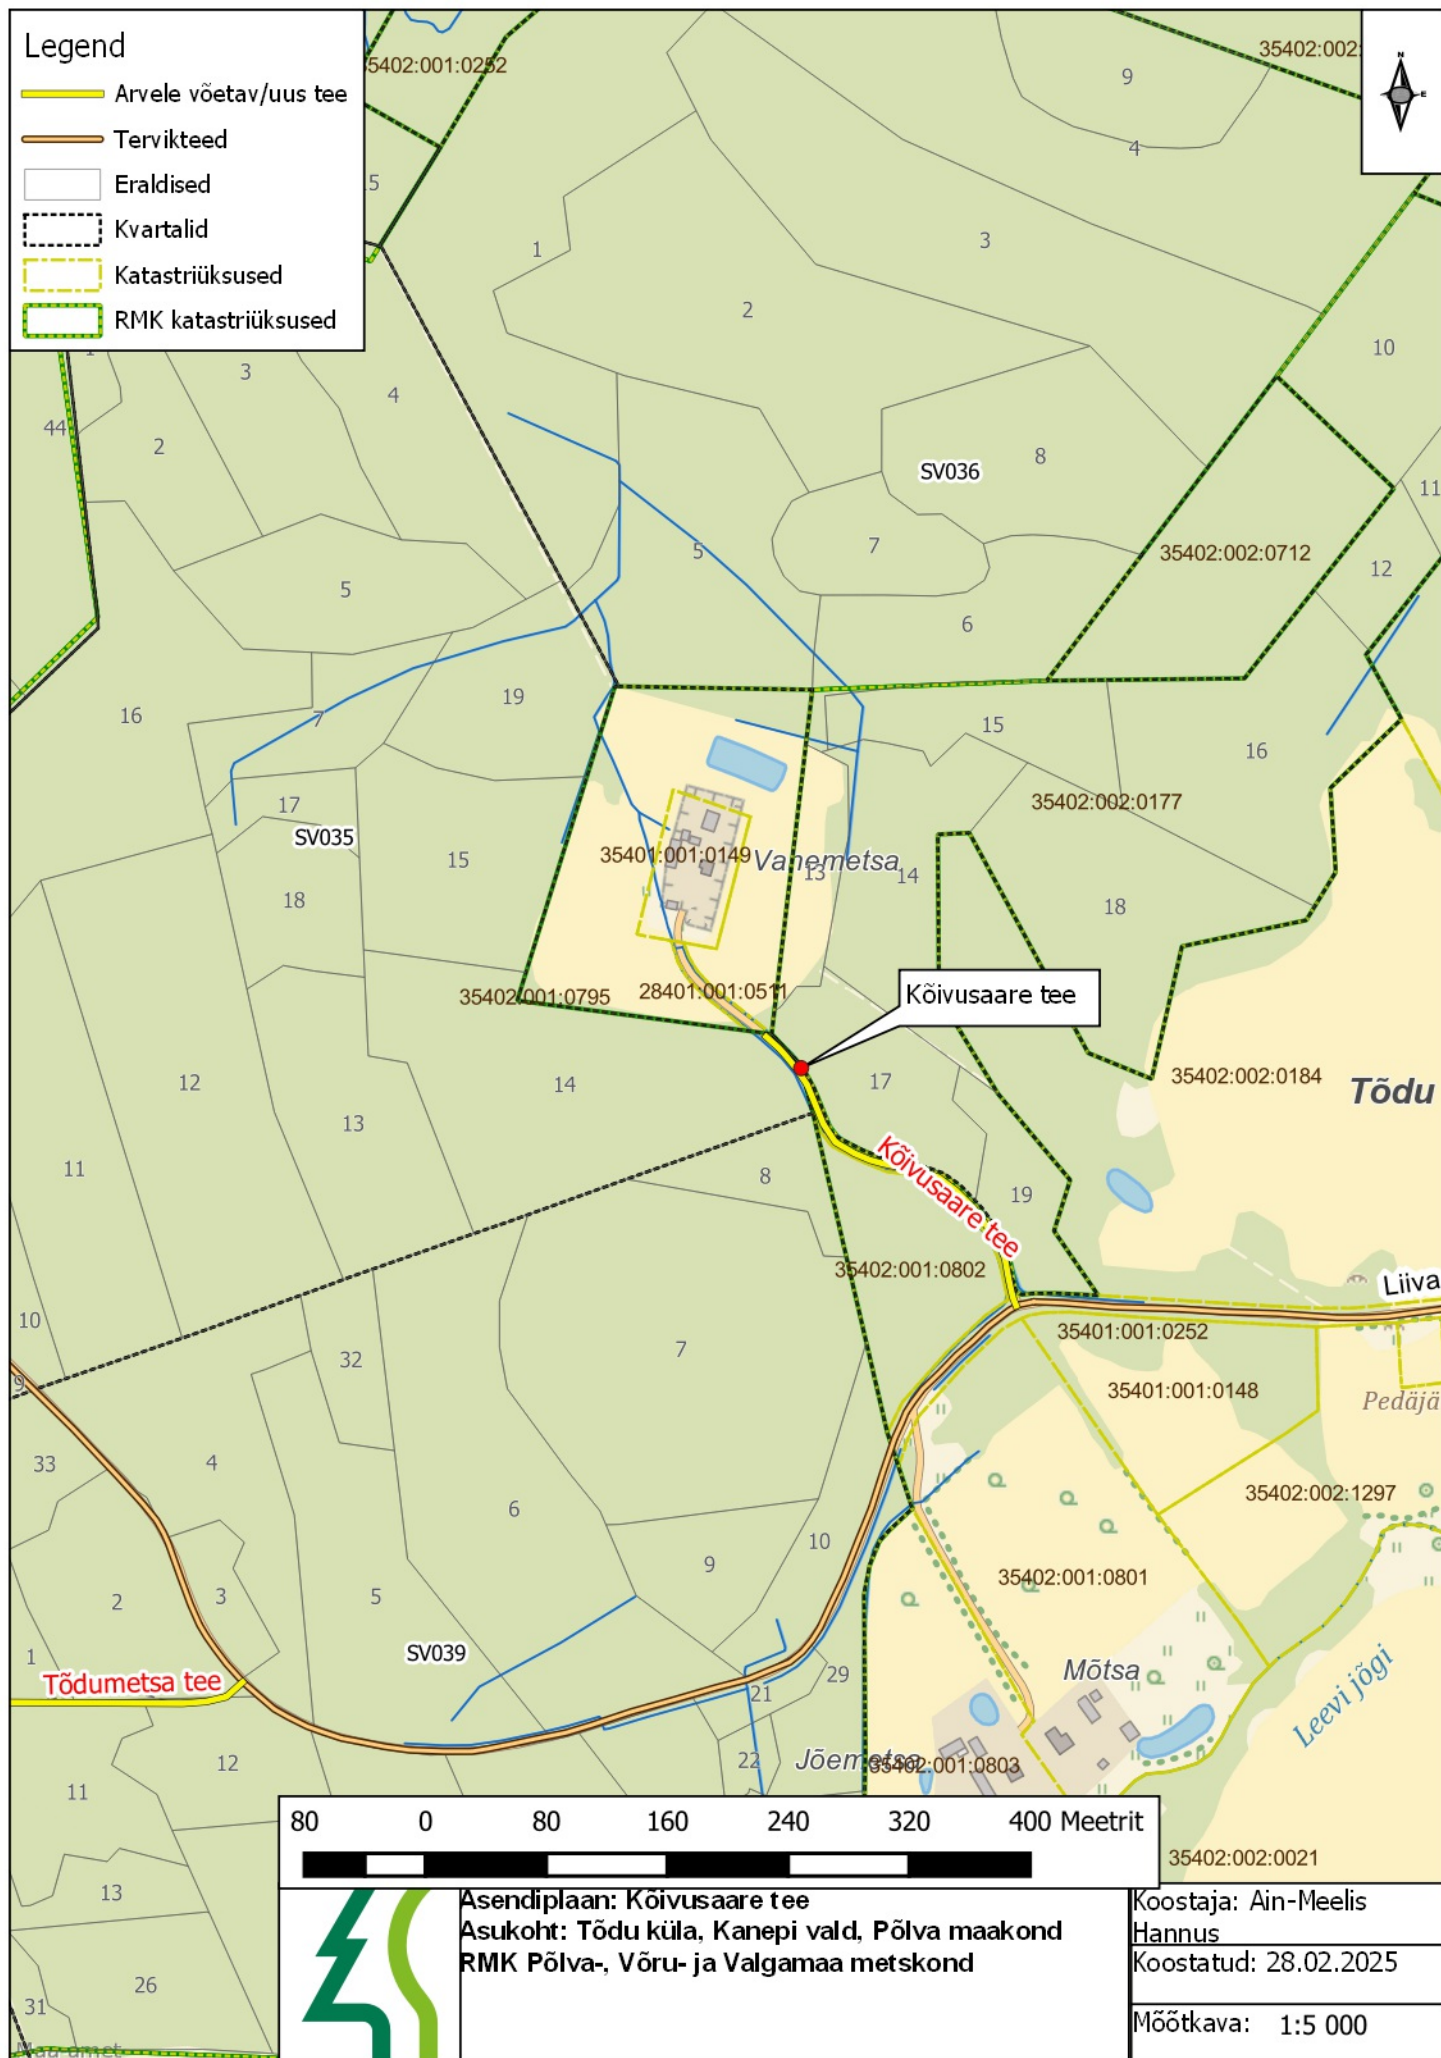 Legend
Arvele võetav/uus tee
Tervikteed
Eraldised
Kvartalid
Katastriüksused
RMK katastriüksused
35402:001:0252
35402:002:
N
E
9
4
15
3
1
2
10
1
3
4
44
2
8
SV036
11
5
7
35402:002:0712
12
5
6
19
16
7
15
16
17
35402:002:0177
SV035
15
35401:001:0149
Vanemetsa
13
14
18
18
35402:001:0795
28401:001:0511
Kõivusaare tee
12
14
17
35402:002:0184
Tõdu
13
11
8
Kõivusaare tee
19
35402:001:0802
Liiva
10
35401:001:0252
32
7
9
35401:001:0148
Pedäjä
33
4
35402:002:1297
6
10
9
35402:001:0801
2
3
5
1
SV039
Tõdumetsa tee
29
21
Mõtsa
Leevi jõgi
12
22
Jõemetsa
35402:001:0803
11
80 0 80 160 240 320 400 Meetrit
35402:002:0021
13
Asendiplaan: Kõivusaare tee
Asukoht: Tõdu küla, Kanepi vald, Põlva maakond
RMK Põlva-, Võru- ja Valgamaa metskond
Koostaja: Ain-Meelis
Hannus
Koostatud: 28.02.2025
Mõõtkava: 1:5 000
26
31
Maa-amet